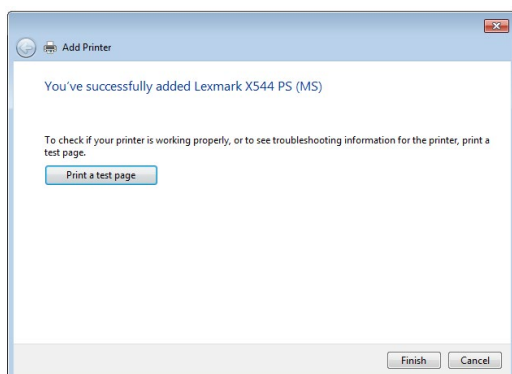 Add Printer
You've successfully added Lexmark X544 PS (MS)
To check if your printer is working properly, or to see troubleshooting information for the printer, print a
test page.
Print a test page
Finish Cancel